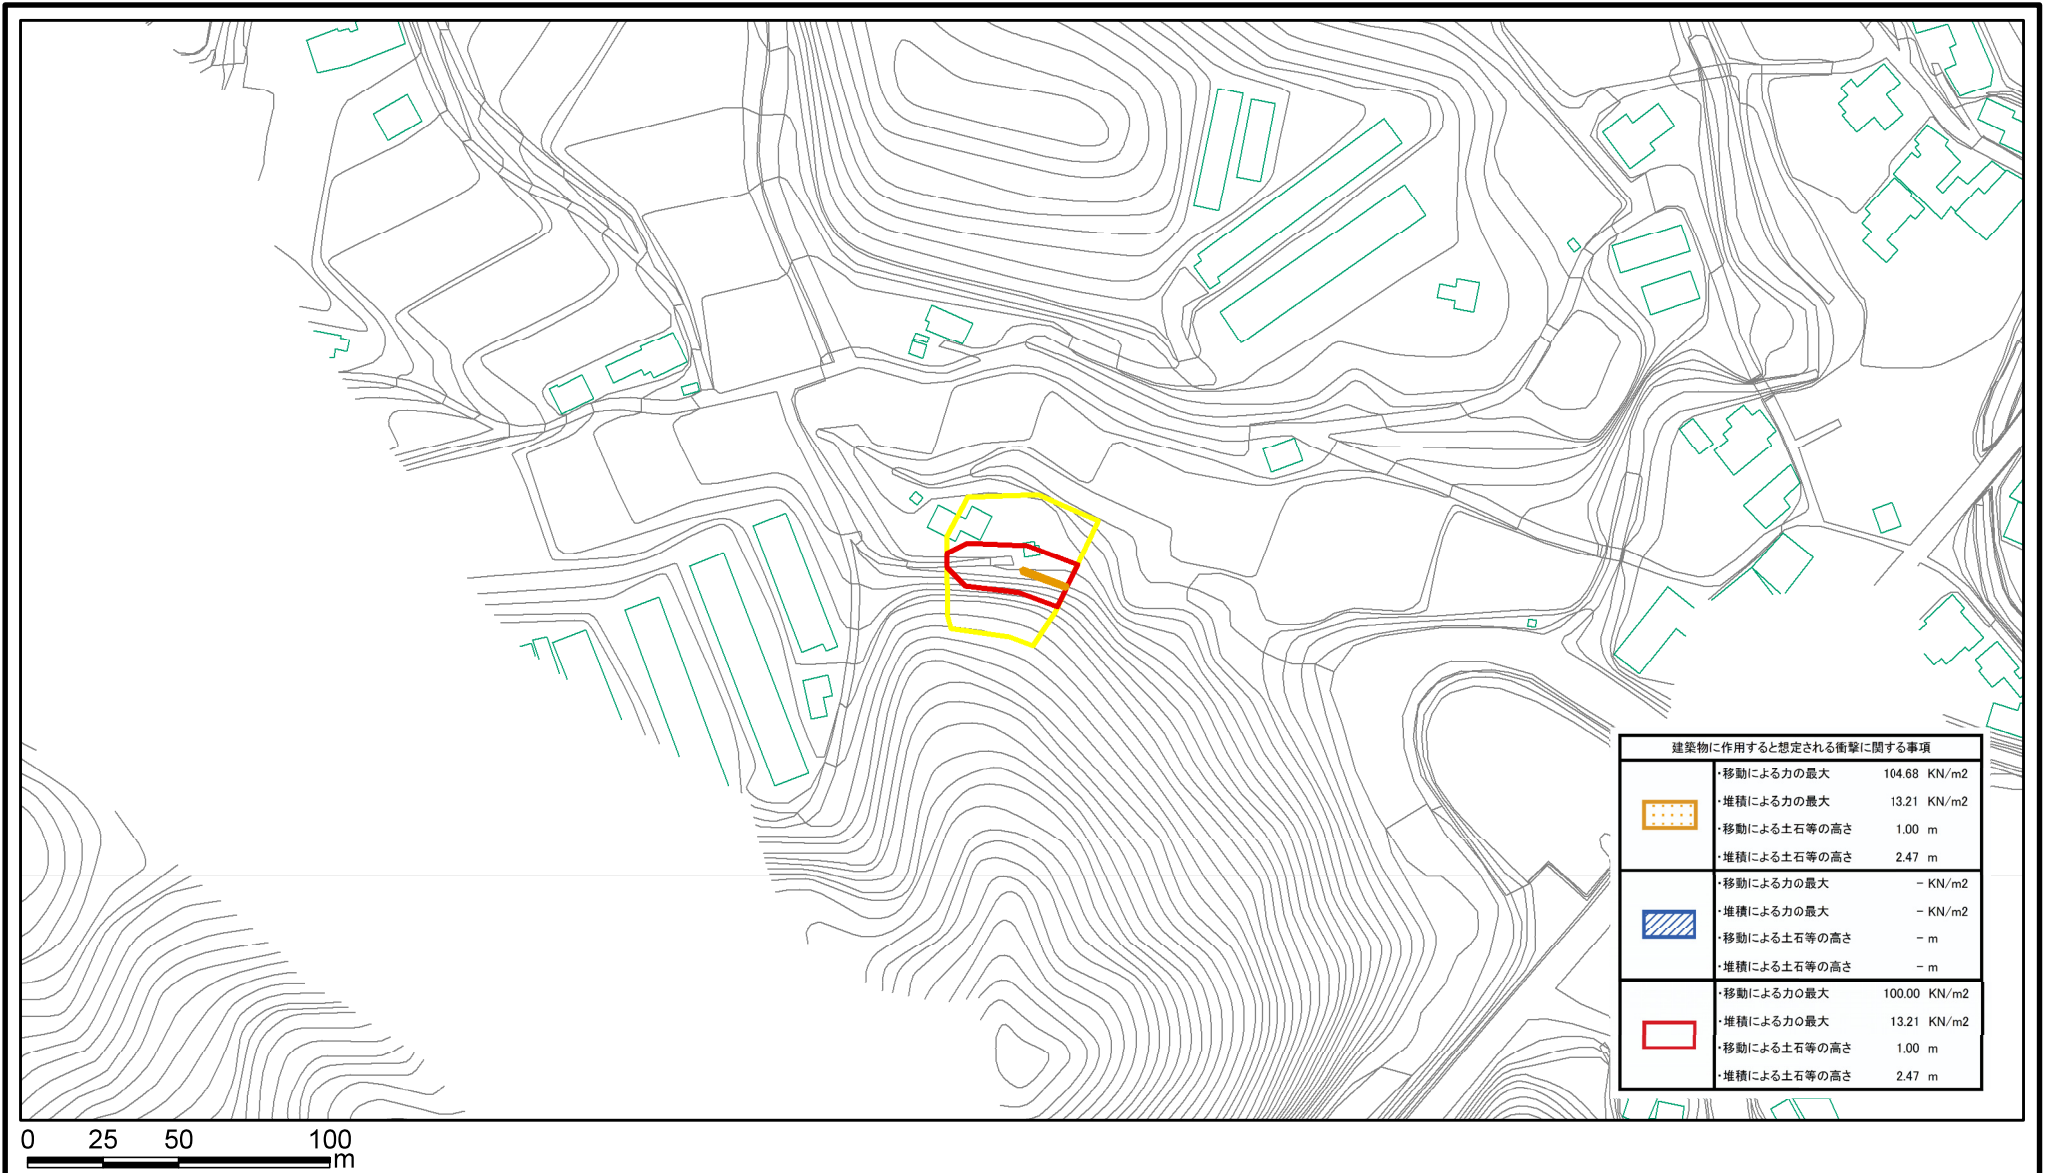 建築物に作用すると想定される衝撃に関する事項
・移動による力の最大 104.68 KN/m2
・堆積による力の最大 13.21 KN/m2
・移動による土石等の高さ 1.00 m
・堆積による土石等の高さ 2.47 m
・移動による力の最大 - KN/m2
・堆積による力の最大 - KN/m2
・移動による土石等の高さ - m
・堆積による土石等の高さ - m
・移動による力の最大 100.00 KN/m2
・堆積による力の最大 13.21 KN/m2
・移動による土石等の高さ 1.00 m
・堆積による土石等の高さ 2.47 m
0 25 50 100
m